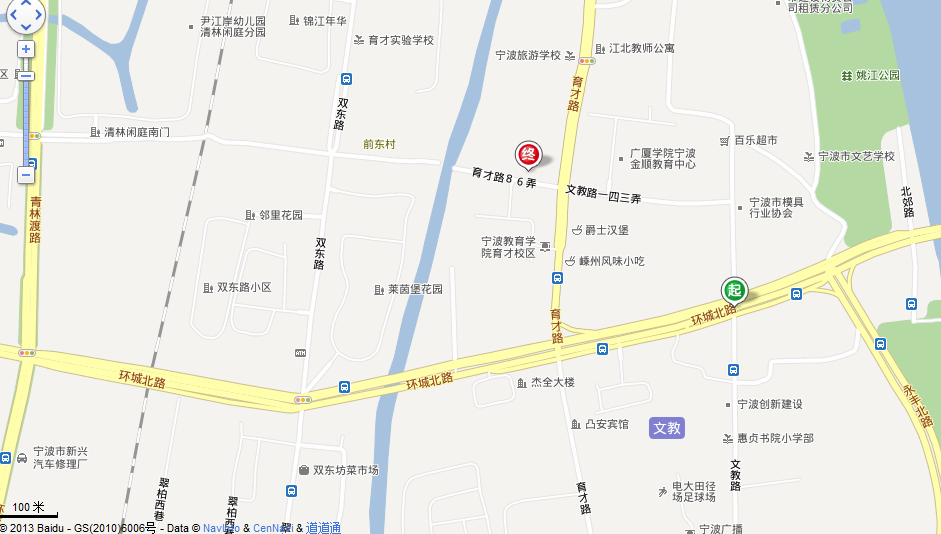 司租赁分公司
尹江岸幼儿园
清林闲庭分园
锦江年华
育才实验学校
宁波旅游学校
江北教师公寓
姚江公园
区
双东路
育才路
清林闲庭南门
前东村
终
育才路８６弄
文教路一四三弄
广厦学院宁波
金顺教育中心
百乐超市
宁波市文艺学校
北郊路
青林渡路
邻里花园
双东路
宁波教育学
院育才校区
爵士汉堡
嵊州风味小吃
宁波市模具
行业协会
双东路小区
莱茵堡花园
起
环城北路
育才路
ATM
环城北路
环城北路
杰全大楼
凸安宾馆
文教
宁波创新建设
惠贞书院小学部
永丰北路
宁波市新兴
汽车修理厂
双东坊菜市场
翠柏西巷
翠柏西巷
育才路
文教路
电大田径
场足球场
宁波广播
100 米
© 2013 Baidu - GS(2010)6006号 - Data © NavInfo & CenNavi & 道道通